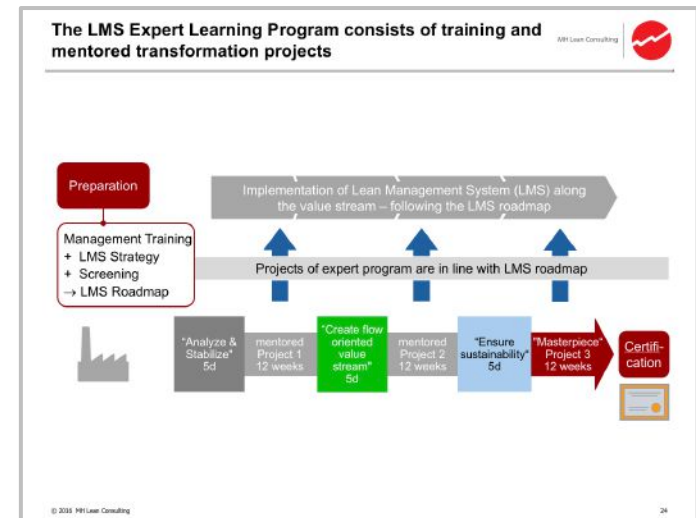 The LMS Expert Learning Program consists of training and
mentored transformation projects
MH Lean Consulting
Preparation
Implementation of Lean Management System (LMS) along
the value stream – following the LMS roadmap
Management Training
+ LMS Strategy
+ Screening
→ LMS Roadmap
Projects of expert program are in line with LMS roadmap
"Analyze &
Stabilize"
5d
mentored
Project 1
12 weeks
"Create flow
oriented
value
stream"
5d
mentored
Project 2
12 weeks
"Ensure
sustainability"
5d
"Masterpiece"
Project 3
12 weeks
Certifi-
cation
© 2016 MH Lean Consulting
24